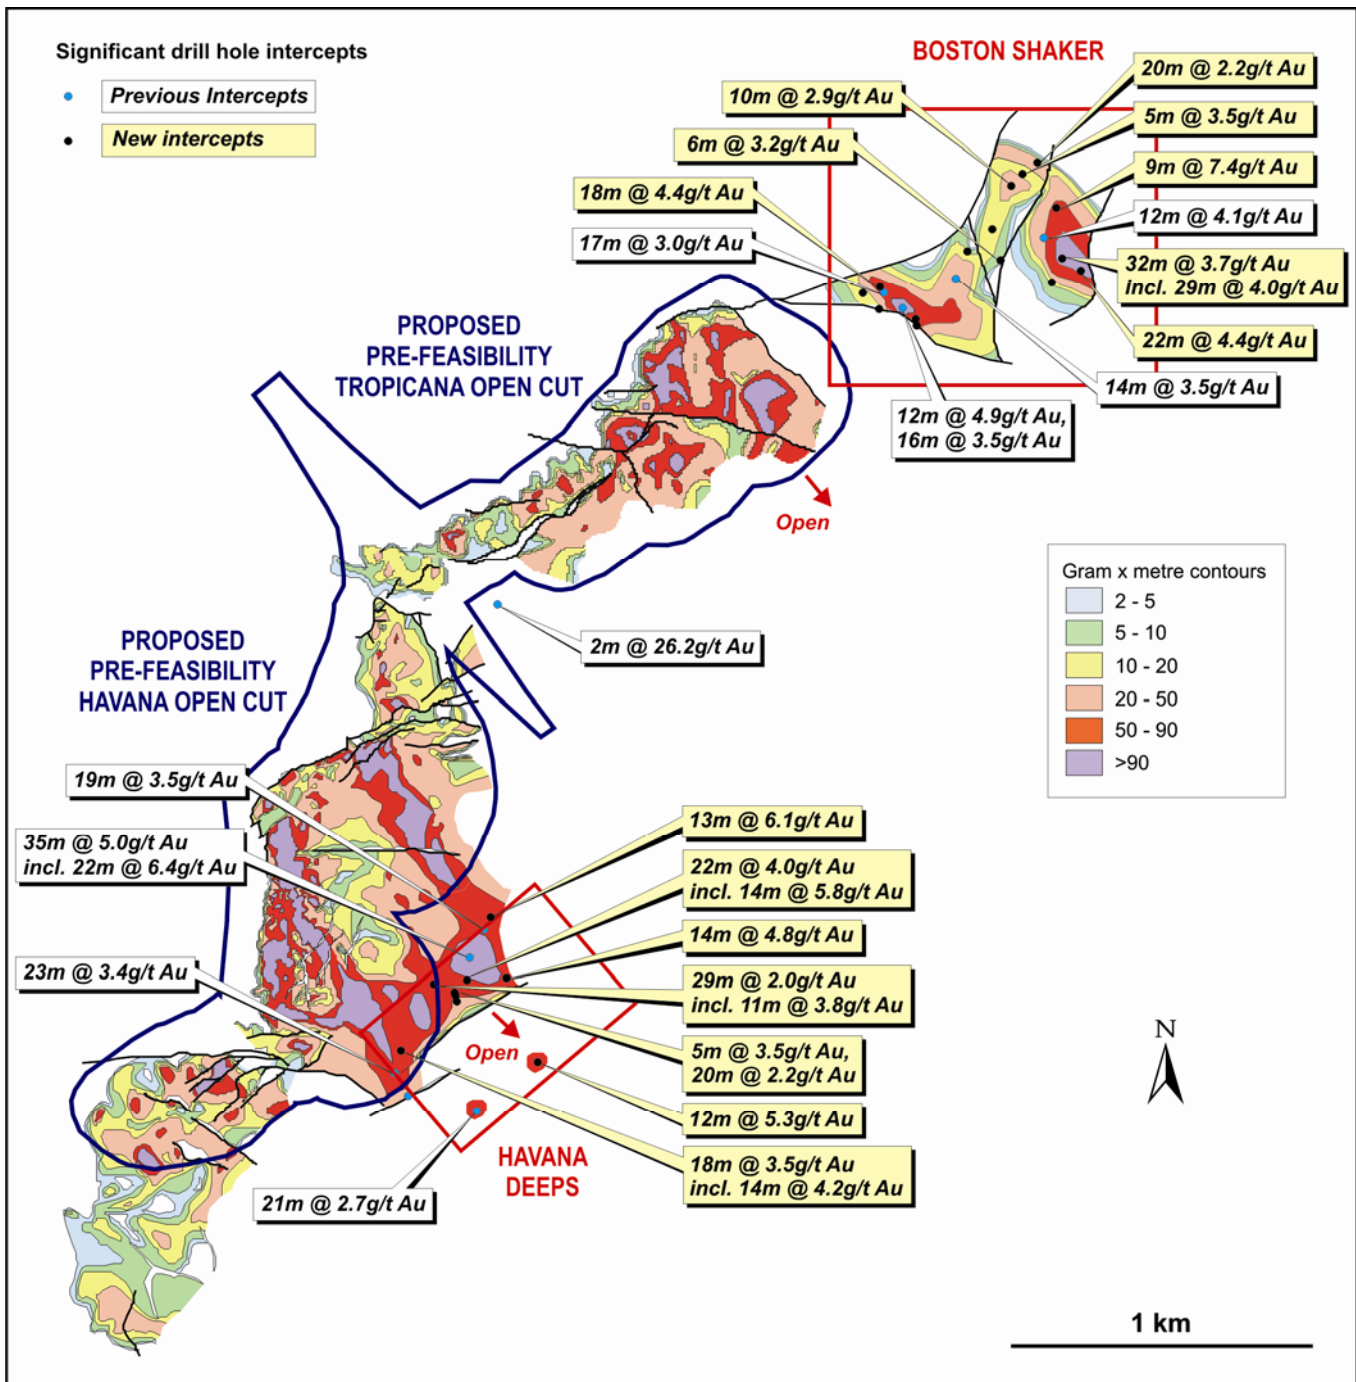 Significant drill hole intercepts
Previous Intercepts
New intercepts
BOSTON SHAKER
20m @ 2.2g/t Au
10m @ 2.9g/t Au
5m @ 3.5g/t Au
6m @ 3.2g/t Au
9m @ 7.4g/t Au
18m @ 4.4g/t Au
12m @ 4.1g/t Au
17m @ 3.0g/t Au
32m @ 3.7g/t Au
incl. 29m @ 4.0g/t Au
22m @ 4.4g/t Au
14m @ 3.5g/t Au
12m @ 4.9g/t Au,
16m @ 3.5g/t Au
PROPOSED
PRE-FEASIBILITY
TROPICANA OPEN CUT
Open
Gram x metre contours
2 - 5
5 - 10
10 - 20
20 - 50
50 - 90
>90
2m @ 26.2g/t Au
PROPOSED
PRE-FEASIBILITY
HAVANA OPEN CUT
19m @ 3.5g/t Au
35m @ 5.0g/t Au
incl. 22m @ 6.4g/t Au
23m @ 3.4g/t Au
13m @ 6.1g/t Au
22m @ 4.0g/t Au
incl. 14m @ 5.8g/t Au
14m @ 4.8g/t Au
29m @ 2.0g/t Au
incl. 11m @ 3.8g/t Au
Open
5m @ 3.5g/t Au,
20m @ 2.2g/t Au
12m @ 5.3g/t Au
18m @ 3.5g/t Au
incl. 14m @ 4.2g/t Au
HAVANA
DEEPS
21m @ 2.7g/t Au
N
1 km